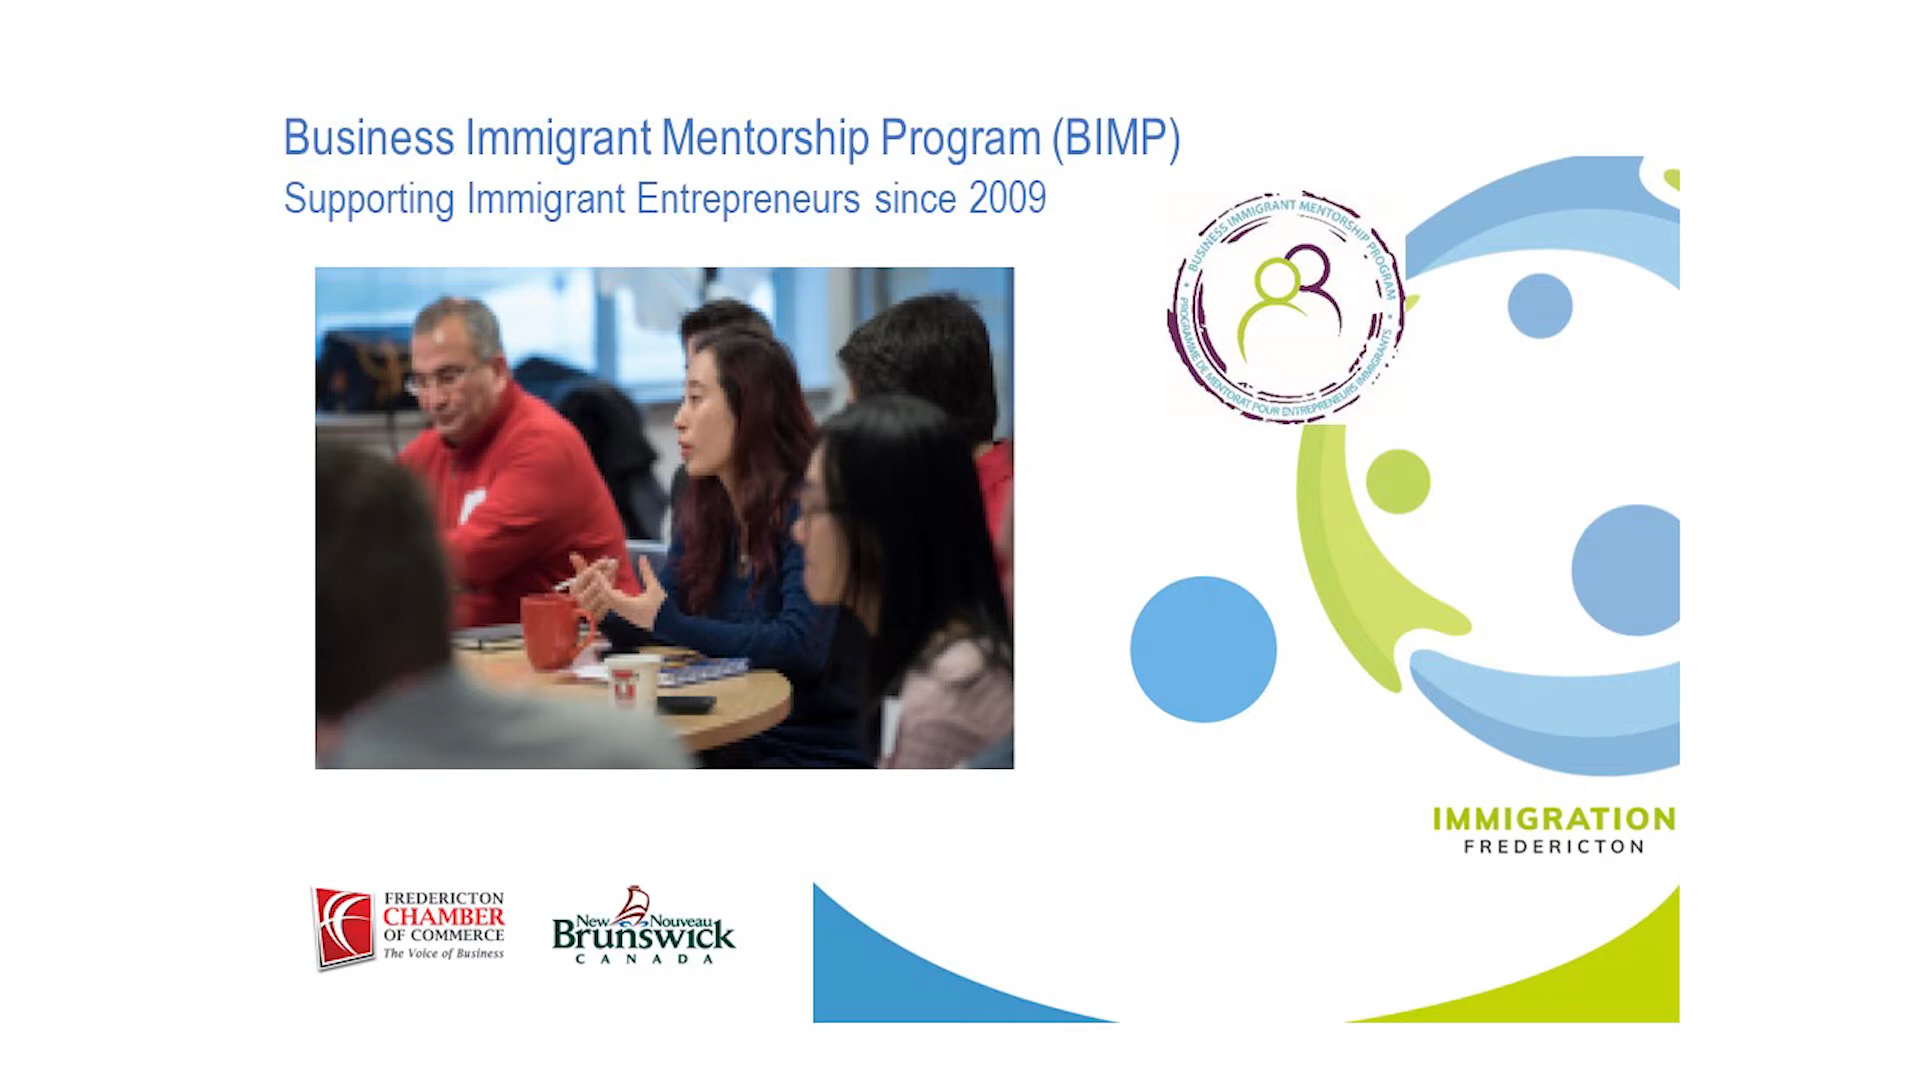 Business Immigrant Mentorship Program (BIMP)
Supporting Immigrant Entrepreneurs since 2009
BUSINESS IMMIGRANT MENTORSHIP PROGRAM
PROGRAMME DE MENTORAT POUR ENTREPRENEURS IMMIGRANTS
IMMIGRATION
FREDERICTON
FREDERICTON
CHAMBER
OF COMMERCE
The Voice of Business
New Nouveau
Brunswick
CANADA